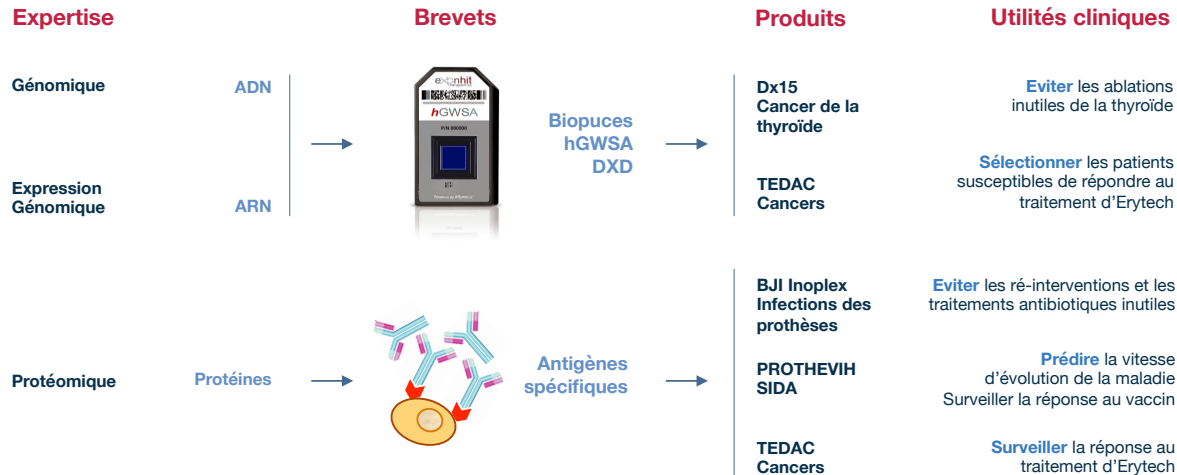 Expertise
Brevets
Produits
Utilités cliniques
Génomique
ADN
Expression
Génomique
ARN
exonhit
hGWSA
P/N 900006
Biopuces
hGWSA
DXD
Dx15
Cancer de la
thyroïde
Eviter les ablations
inutiles de la thyroïde
TEDAC
Cancers
Sélectionner les patients
susceptibles de répondre au
traitement d'Erytech
Protéomique
Protéines
Antigènes
spécifiques
BJI Inoplex
Infections des
prothèses
Eviter les ré-interventions et les
traitements antibiotiques inutiles
PROTHEVIH
SIDA
Prédire la vitesse
d'évolution de la maladie
Surveiller la réponse au vaccin
TEDAC
Cancers
Surveiller la réponse au
traitement d'Erytech